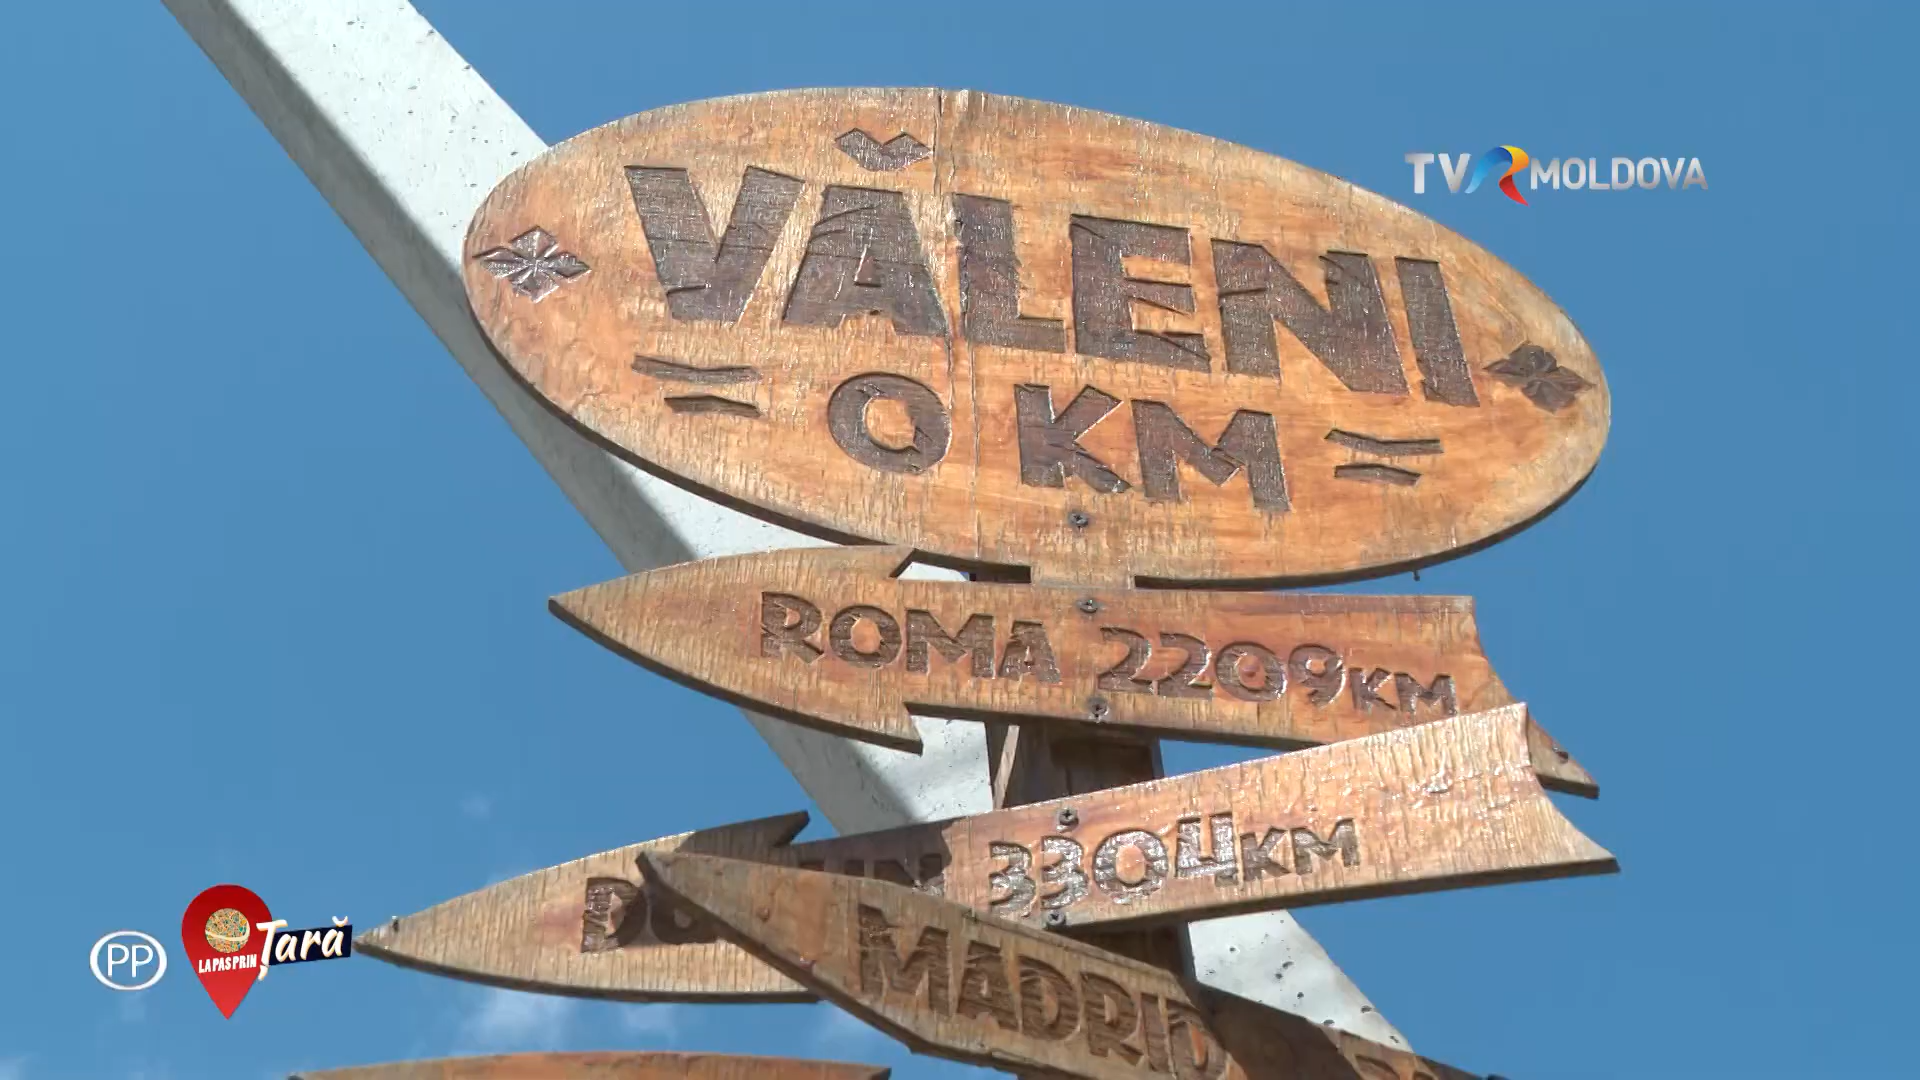 VĂLENI
= 0 KM =
ROMA 2209KM
3304KM
MADRID
TVR MOLDOVA
PP
LA PAS PRIN
Țară